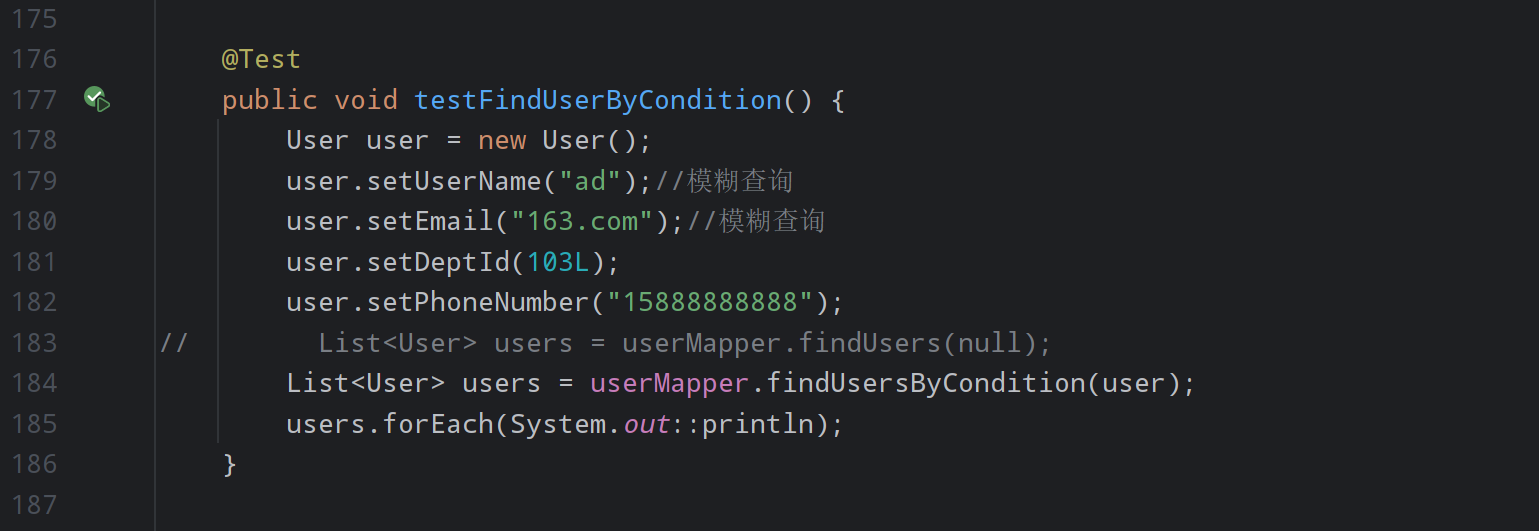 175
176 @Test
177 public void testFindUserByCondition() {
178 User user = new User();
179 user.setUserName("ad");//模糊查询
180 user.setEmail("163.com");//模糊查询
181 user.setDeptId(103L);
182 user.setPhoneNumber("15888888888");
183 // List<User> users = userMapper.findUsers(null);
184 List<User> users = userMapper.findUsersByCondition(user);
185 users.forEach(System.out::println);
186 }
187